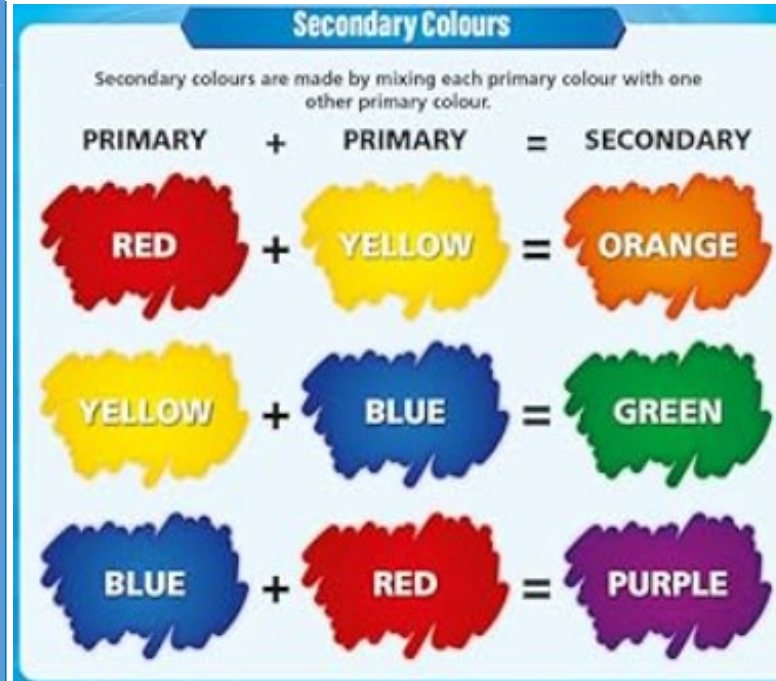 Secondary Colours
Secondary colours are made by mixing each primary colour with one
other primary colour.
PRIMARY + PRIMARY = SECONDARY
RED + YELLOW = ORANGE
YELLOW + BLUE = GREEN
BLUE + RED = PURPLE